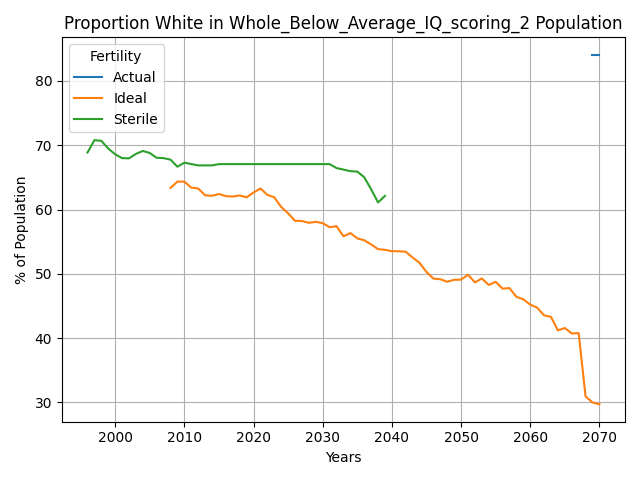 Proportion White in Whole_Below_Average_IQ_scoring_2 Population
Fertility
Actual
Ideal
Sterile
% of Population
80
70
60
50
40
30
2000 2010 2020 2030 2040 2050 2060 2070
Years